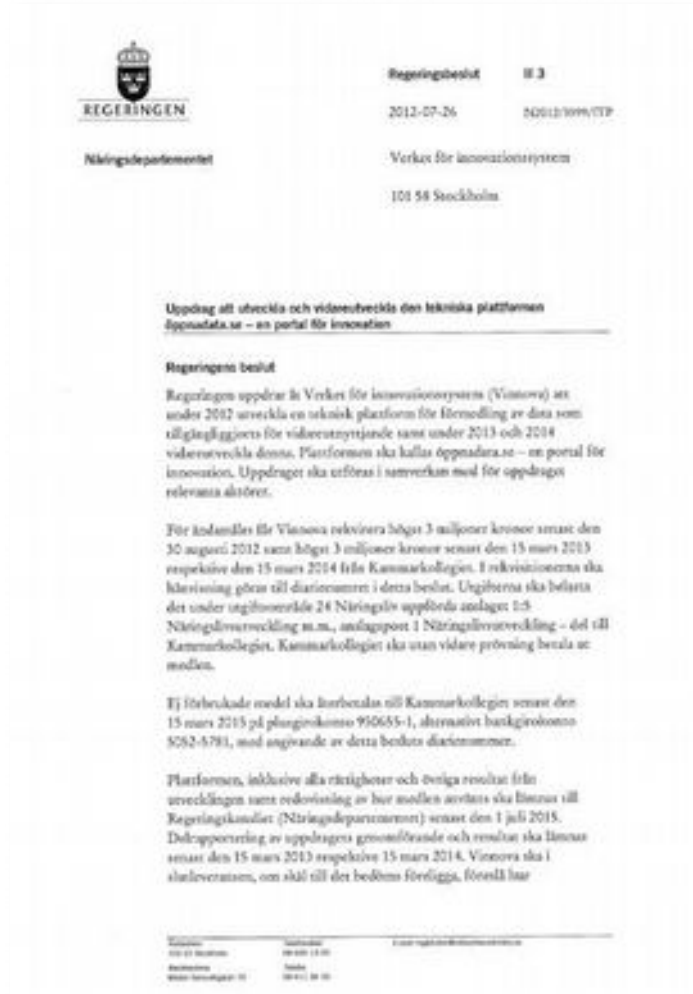 REGERINGEN
Näringsdepartementet
Regeringsbeslut II 3
2012-07-26 N2012/3599/ITP
Verket för innovationssystem
101 58 Stockholm
Uppdrag att utveckla och vidareutveckla den tekniska plattformen
öppnadata.se – en portal för innovation
Regeringens beslut
Regeringen uppdrar åt Verket för innovationssystem (Vinnova) att
under 2012 utveckla en teknisk plattform för förmedling av data som
tillgängliggjorts för vidareutnyttjande samt under 2013 och 2014
vidareutveckla denna. Plattformen ska kallas öppnadata.se – en portal för
innovation. Uppdraget ska utföras i samverkan med för uppdraget
relevanta aktörer.
För ändamålet får Vinnova rekvirera högst 3 miljoner kronor senast den
30 augusti 2012 samt högst 3 miljoner kronor senast den 15 mars 2013
respektive den 15 mars 2014 från Kammarkollegiet. I rekvisitionerna ska
hänvisning göras till diarienumret i detta beslut. Utgifterna ska belasta
det under utgiftsområde 24 Näringsliv uppförda anslaget 1:5
Näringslivsutveckling m.m., anslagspost 1 Näringslivsutveckling – del till
Kammarkollegiet. Kammarkollegiet ska utan vidare prövning betala ut
medlen.
Ej förbrukade medel ska återbetalas till Kammarkollegiet senast den
15 mars 2015 på plusgirokonto 950655-1, alternativt bankgirokonto
5052-5781, med angivande av detta besluts diarienummer.
Plattformen, inklusive alla rättigheter och övriga resultat från
utvecklingen samt redovisning av hur medlen använts ska lämnas till
Regeringskansliet (Näringsdepartementet) senast den 1 juli 2015.
Delrapportering av uppdragets genomförande och resultat ska lämnas
senast den 15 mars 2013 respektive 15 mars 2014. Vinnova ska i
slutleveransen, om skäl till det bedöms föreligga, föreslå hur